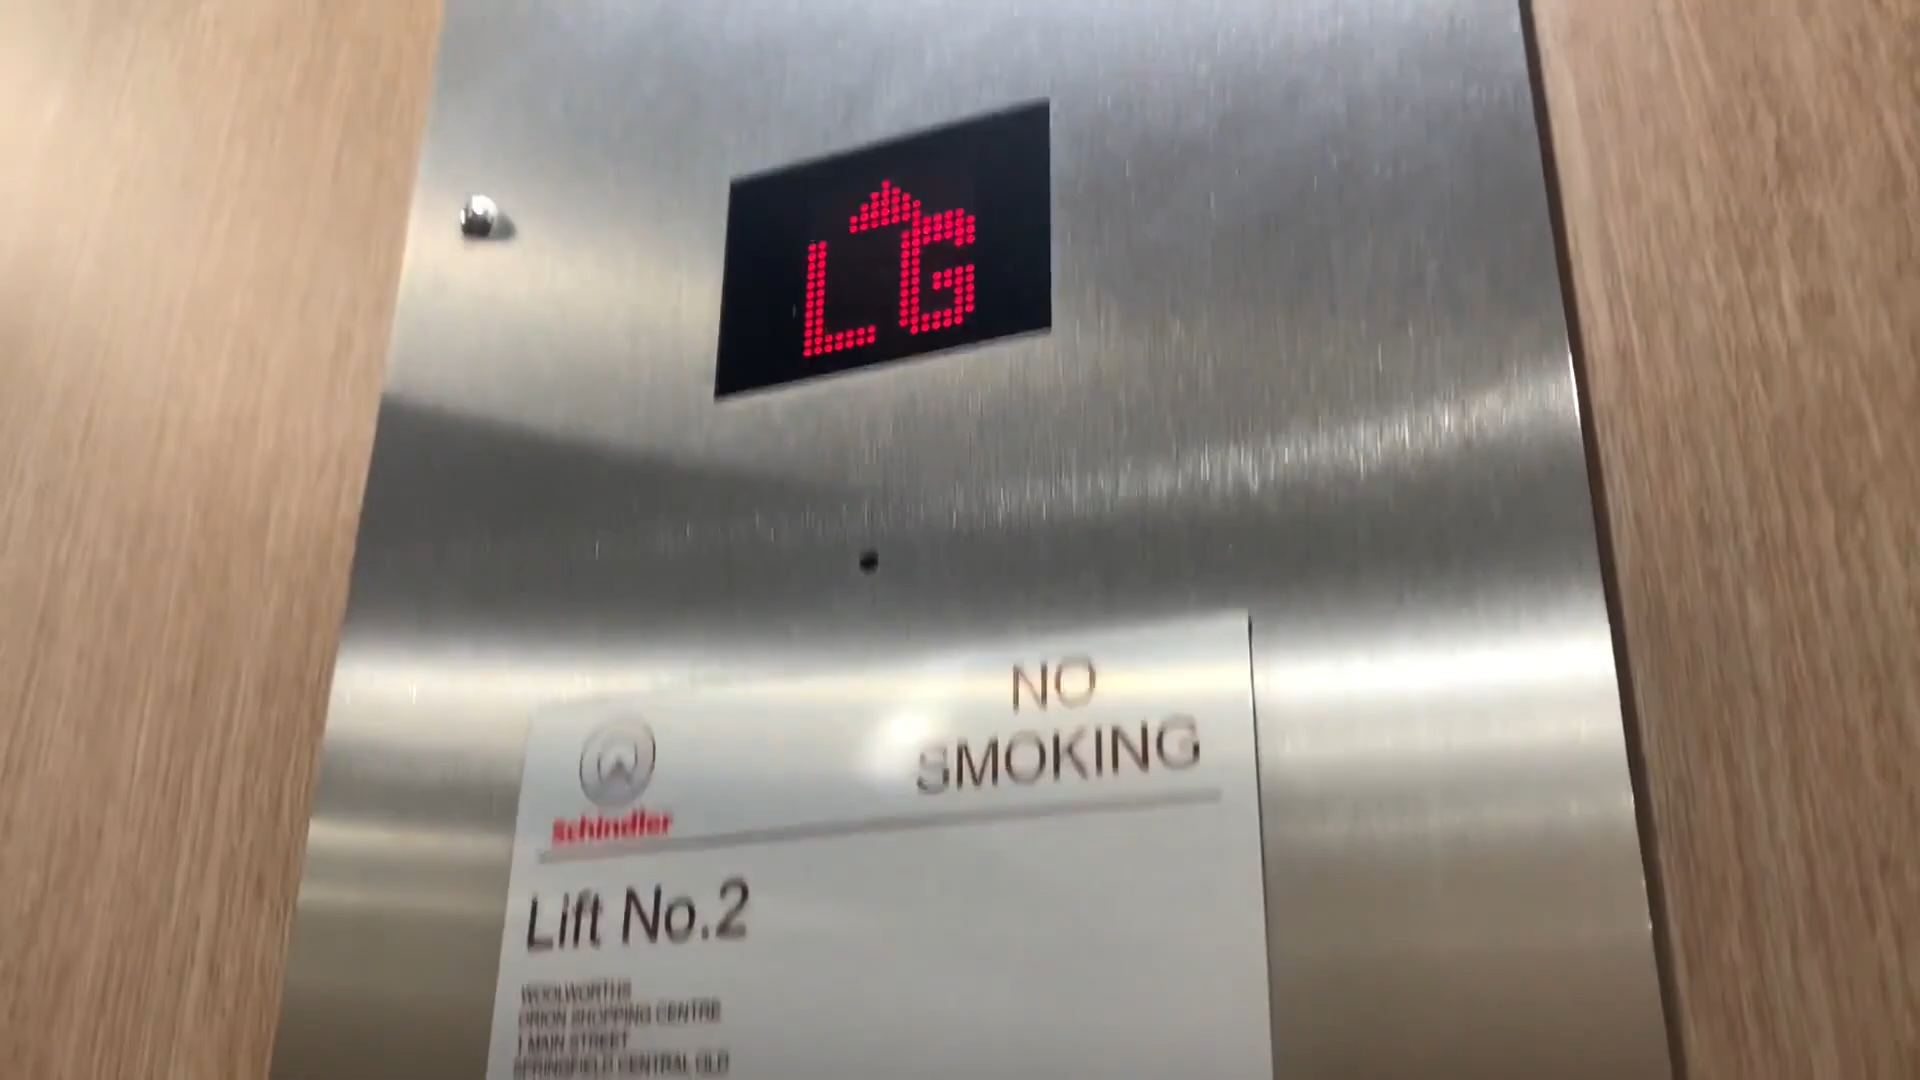 LG
NO
SMOKING
Schindler
Lift No.2
WOOLWORTHS
ORION SHOPPING CENTRE
1 MAIN STREET
SPRINGFIELD CENTRAL QLD